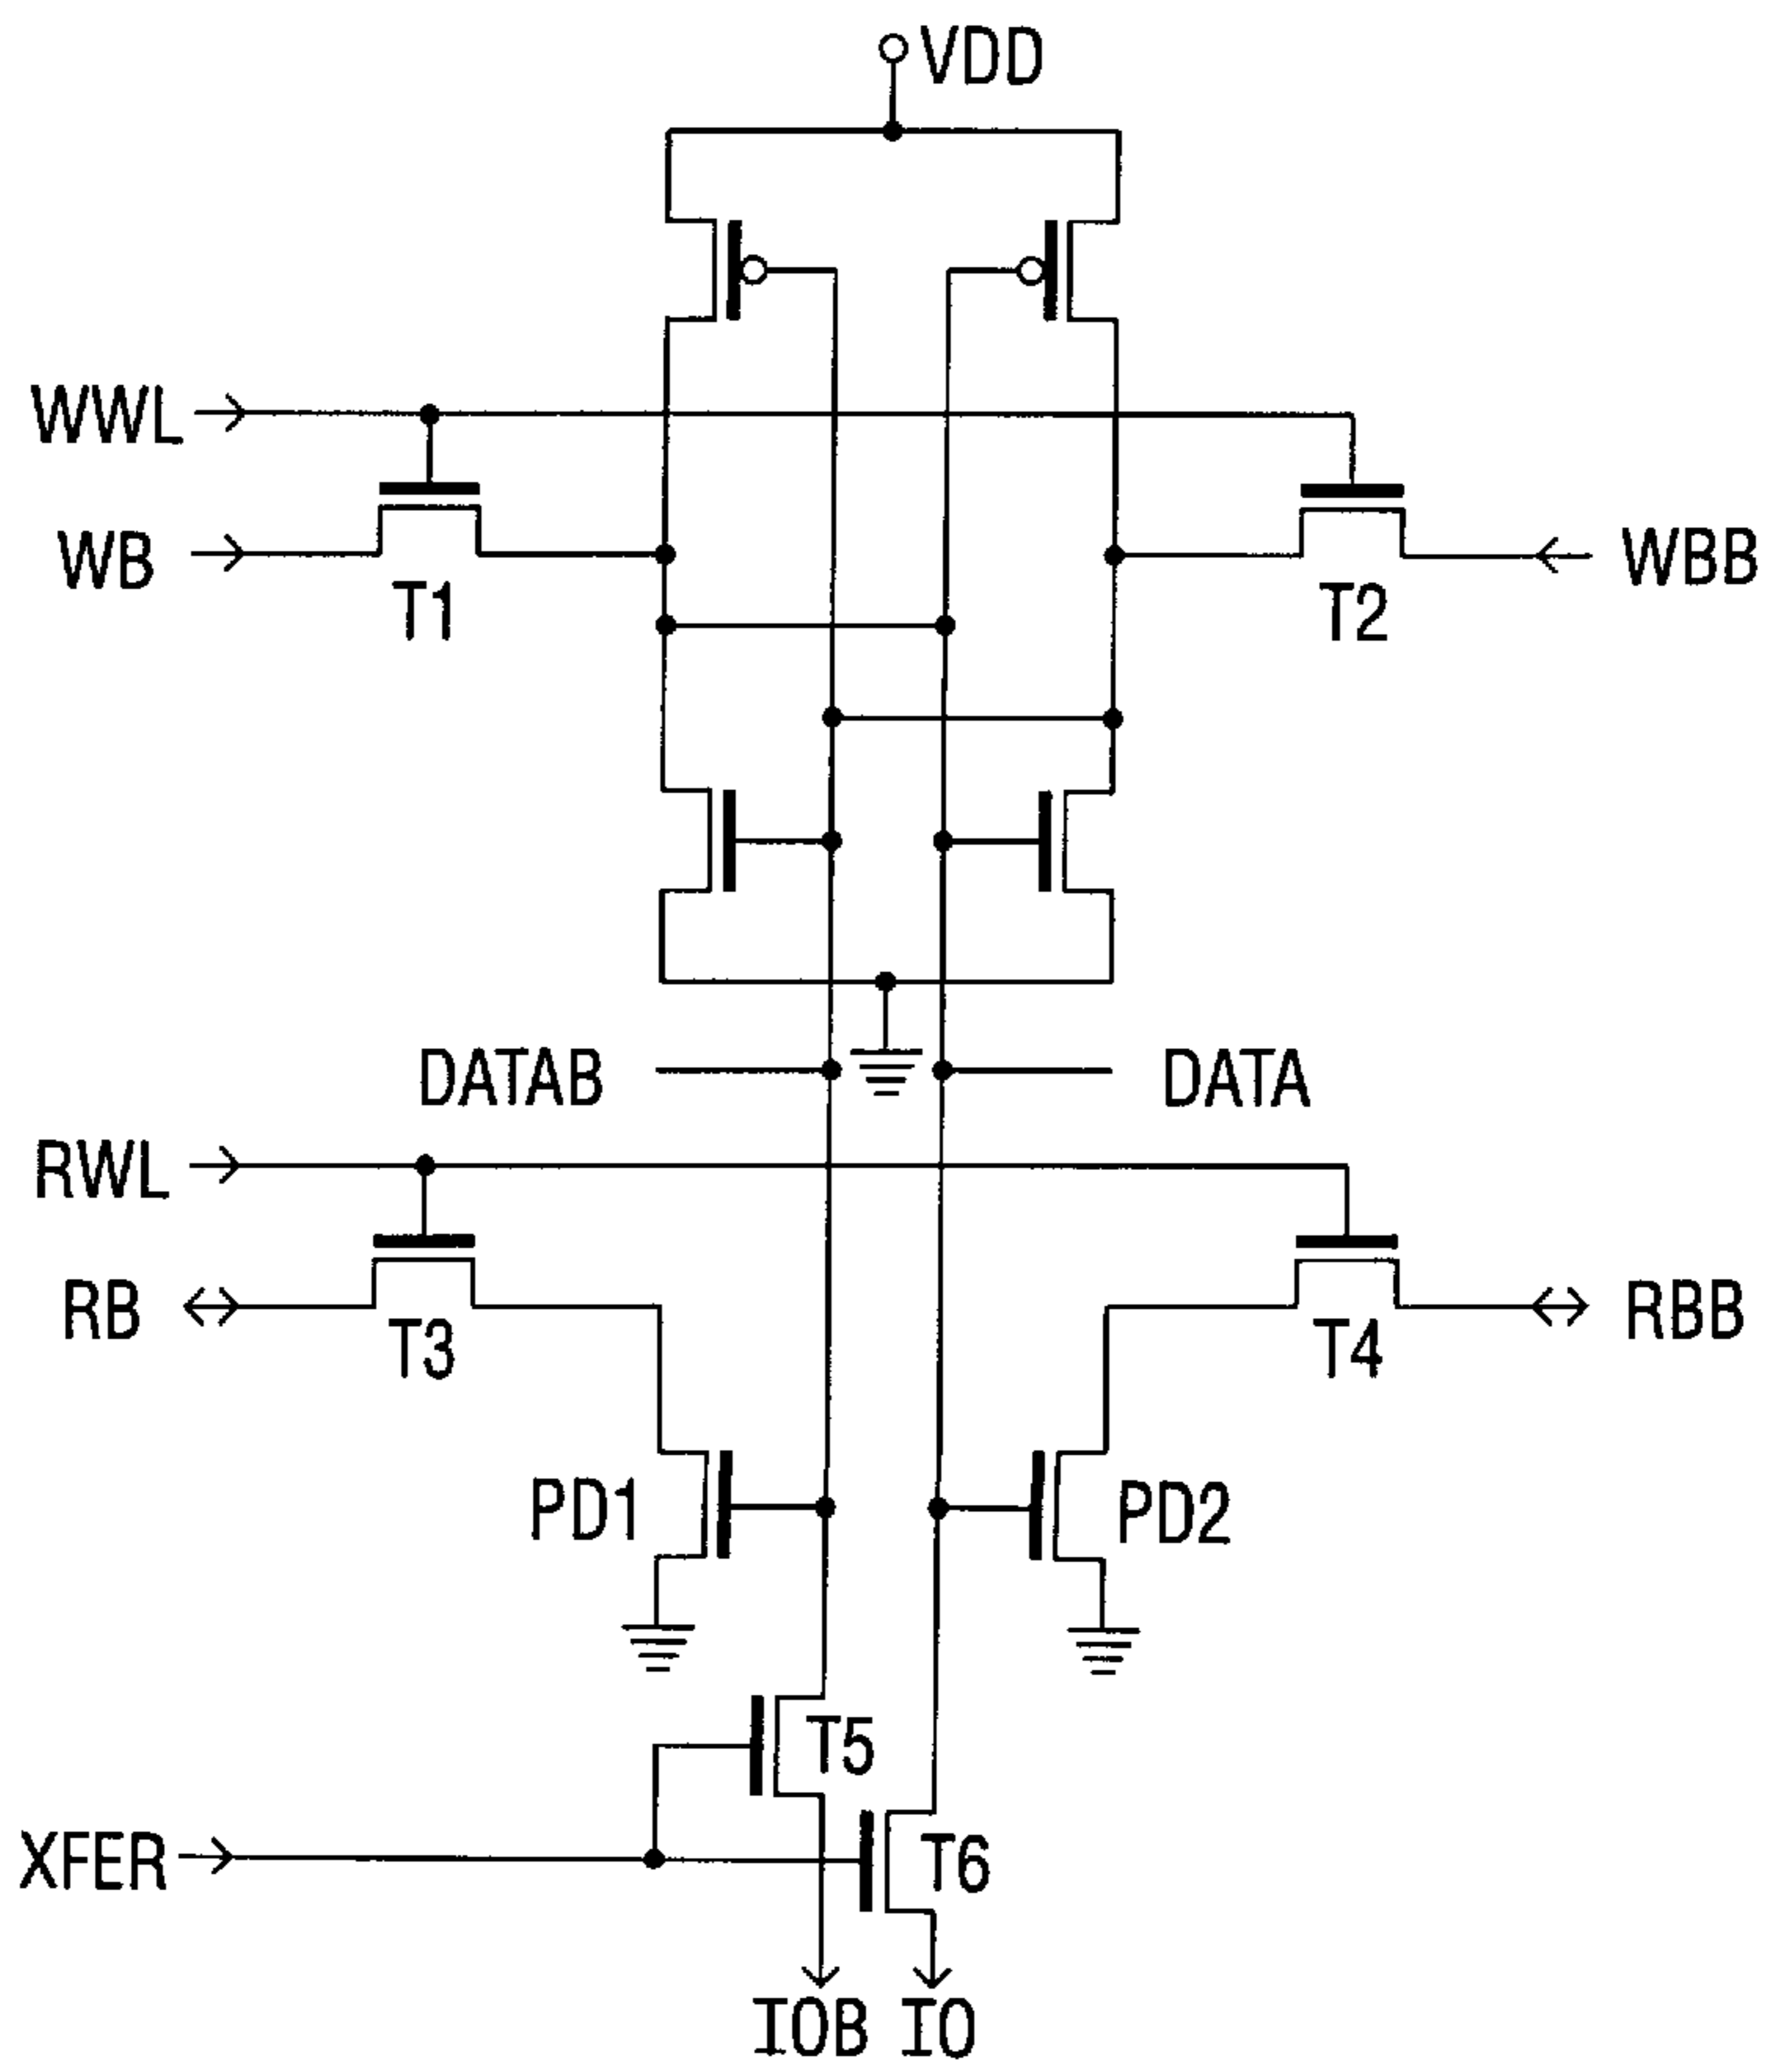 VDD
WWL
WB
T1
T2
WBB
DATAB
DATA
RWL
RB
T3
T4
RBB
PD1
PD2
T5
XFER
T6
IOB
IO